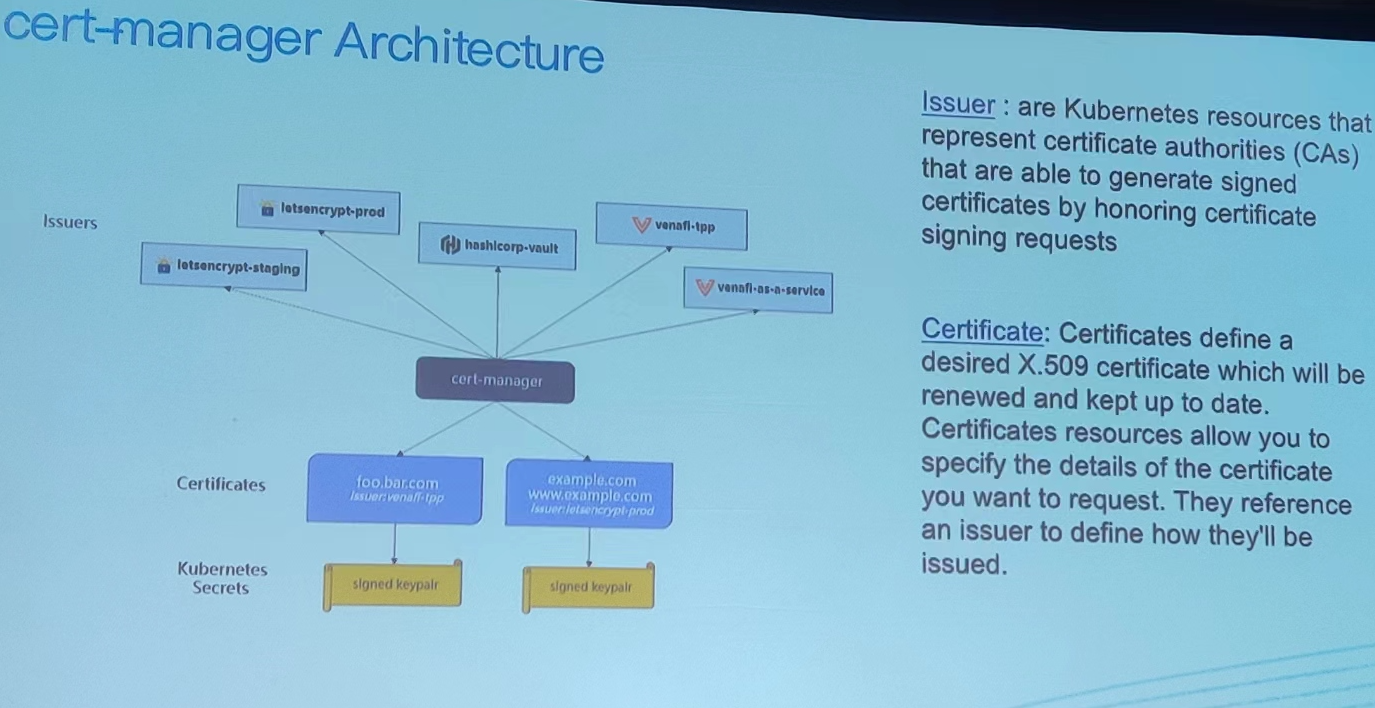 cert-manager Architecture
Issuers
letsencrypt-prod
letsencrypt-staging
hashicorp-vault
venafi-tpp
venafi-as-a-service
cert-manager
Certificates
foo.bar.com
Issuer:venafi-tpp
example.com
www.example.com
Issuer:letsencrypt-prod
Kubernetes
Secrets
signed keypair
signed keypair
Issuer : are Kubernetes resources that
represent certificate authorities (CAs)
that are able to generate signed
certificates by honoring certificate
signing requests
Certificate: Certificates define a
desired X.509 certificate which will be
renewed and kept up to date.
Certificates resources allow you to
specify the details of the certificate
you want to request. They reference
an issuer to define how they'll be
issued.